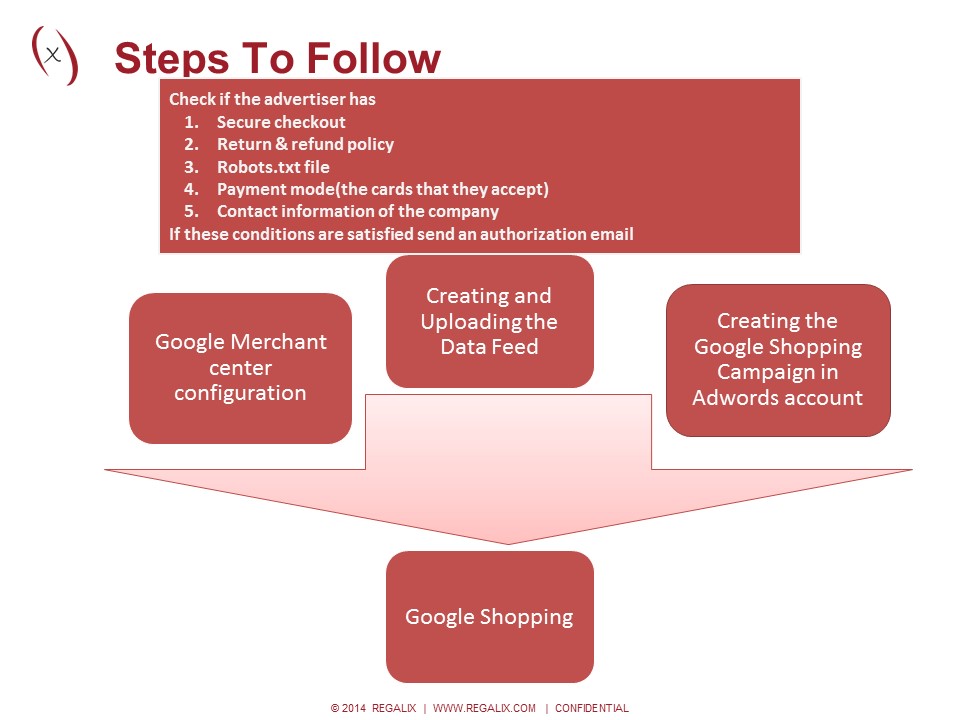 x
Steps To Follow
Check if the advertiser has
1. Secure checkout
2. Return & refund policy
3. Robots.txt file
4. Payment mode(the cards that they accept)
5. Contact information of the company
If these conditions are satisfied send an authorization email
Google Merchant
center
configuration
Creating and
Uploading the
Data Feed
Creating the
Google Shopping
Campaign in
Adwords account
Google Shopping
© 2014 REGALIX | WWW.REGALIX.COM | CONFIDENTIAL